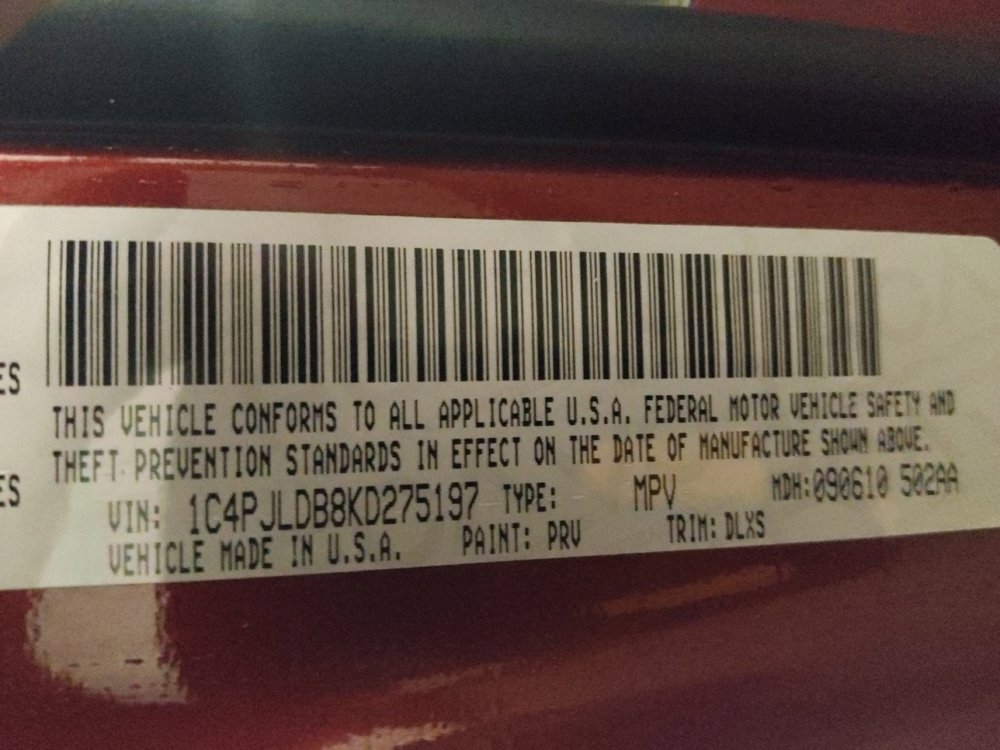 ES
THIS VEHICLE CONFORMS TO ALL APPLICABLE U.S.A. FEDERAL MOTOR VEHICLE SAFETY AND
THEFT PREVENTION STANDARDS IN EFFECT ON THE DATE OF MANUFACTURE SHOWN ABOVE.
ES
VIN: 1C4PJLDB8KD275197 TYPE: MPV MDH:090610 502AA
VEHICLE MADE IN U.S.A. PAINT: PRV TRIM: DLXS